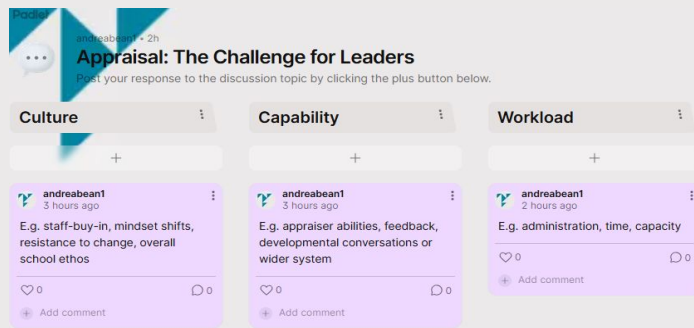 Padlet
andreabean1 • 2h
Appraisal: The Challenge for Leaders
Post your response to the discussion topic by clicking the plus button below.
Culture
andreabean1
3 hours ago
E.g. staff-buy-in, mindset shifts,
resistance to change, overall
school ethos
0
0
Add comment
Capability
andreabean1
3 hours ago
E.g. appraiser abilities, feedback,
developmental conversations or
wider system
0
0
Add comment
Workload
andreabean1
2 hours ago
E.g. administration, time, capacity
0
0
Add comment